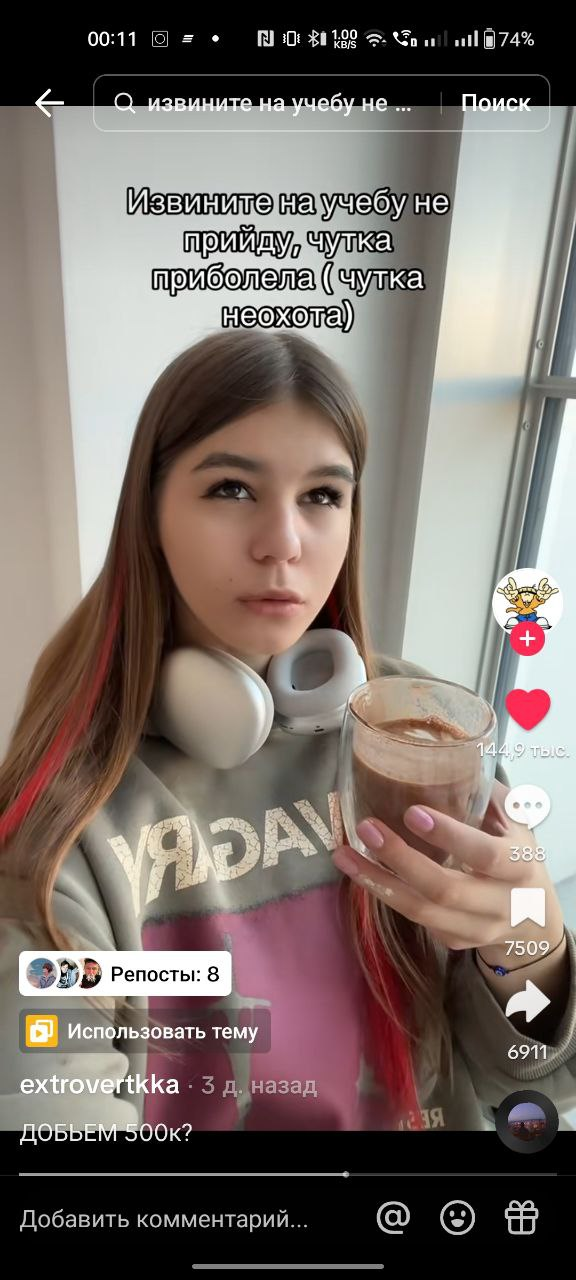 00:11
1.00
KB/S
74%
извините на учебу не ...
Поиск
Извините на учебу не
прийду, чутка
приболела ( чутка
неохота)
144,9 тыс.
388
7509
6911
Репосты: 8
Использовать тему
extrovertkka · 3 д. назад
ДОБЬЕМ 500к?
Добавить комментарий...